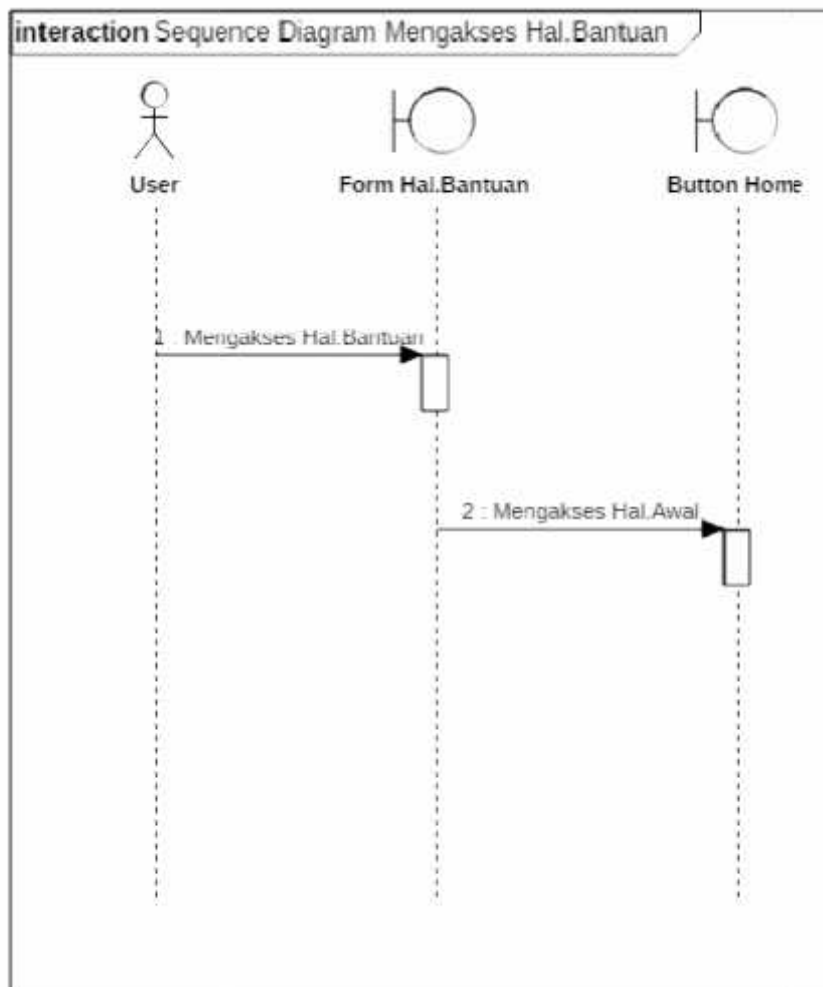 interaction Sequence Diagram Mengakses Hal.Bantuan
User
Form Hal.Bantuan
Button Home
1 : Mengakses Hal.Bantuan
2 : Mengakses Hal.Awal